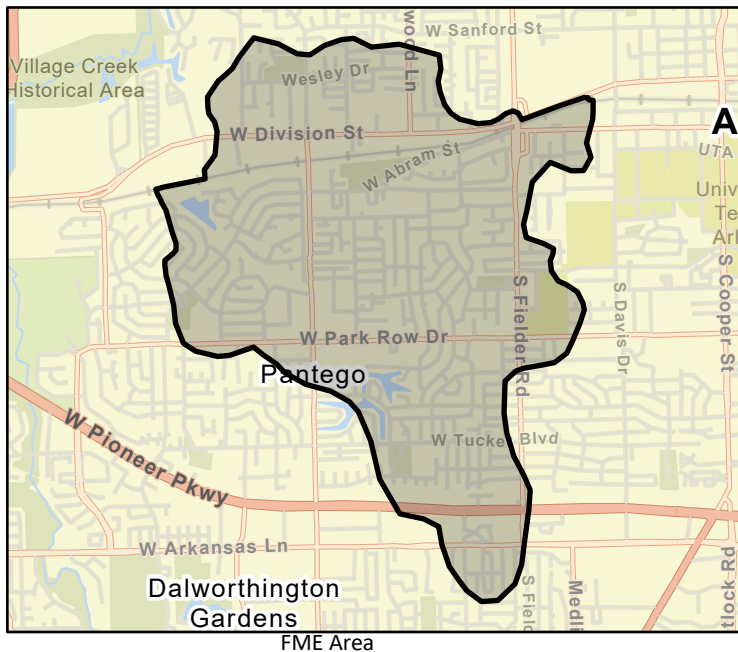 W Sanford St
wood Ln
Village Creek
Historical Area
Wesley Dr
A
W Division St
UTA
W Abram St
Univ
Te
Arl
S Cooper St
S Fielder Rd
S Davis Dr
W Park Row Dr
Pantego
W Pioneer Pkwy
W Tucker Blvd
W Arkansas Ln
Dalworthington
Gardens
S Fiel
Medli
tlock Rd
FME Area